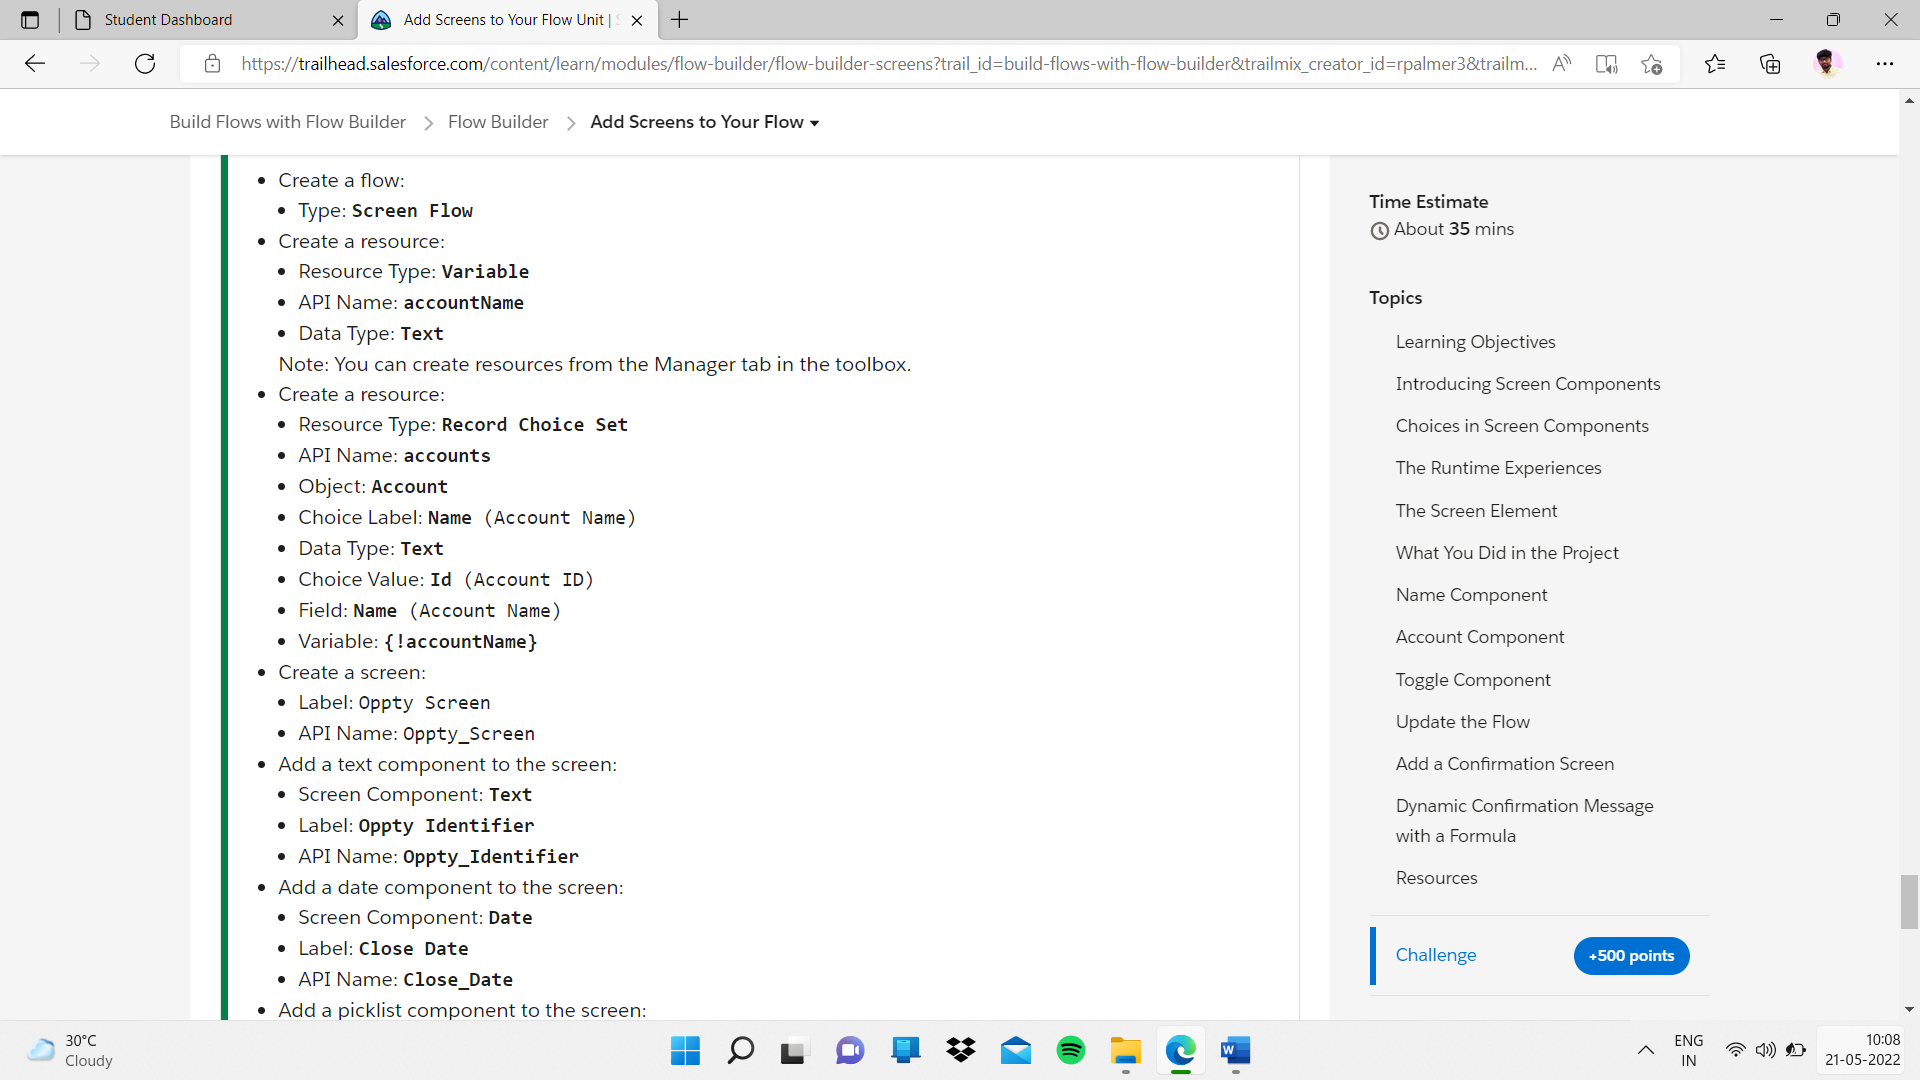 Student Dashboard
Add Screens to Your Flow Unit |
https://trailhead.salesforce.com/content/learn/modules/flow-builder/flow-builder-screens?trail_id=build-flows-with-flow-builder&trailmix_creator_id=rpalmer3&trailm...
Build Flows with Flow Builder > Flow Builder > Add Screens to Your Flow
• Create a flow:
• Type: Screen Flow
• Create a resource:
• Resource Type: Variable
• API Name: accountName
• Data Type: Text
Note: You can create resources from the Manager tab in the toolbox.
• Create a resource:
• Resource Type: Record Choice Set
• API Name: accounts
• Object: Account
• Choice Label: Name (Account Name)
• Data Type: Text
• Choice Value: Id (Account ID)
• Field: Name (Account Name)
• Variable: {!accountName}
• Create a screen:
• Label: Oppty Screen
• API Name: Oppty_Screen
• Add a text component to the screen:
• Screen Component: Text
• Label: Oppty Identifier
• API Name: Oppty_Identifier
• Add a date component to the screen:
• Screen Component: Date
• Label: Close Date
• API Name: Close_Date
• Add a picklist component to the screen:
Time Estimate
About 35 mins
Topics
Learning Objectives
Introducing Screen Components
Choices in Screen Components
The Runtime Experiences
The Screen Element
What You Did in the Project
Name Component
Account Component
Toggle Component
Update the Flow
Add a Confirmation Screen
Dynamic Confirmation Message
with a Formula
Resources
Challenge
+500 points
30°C
Cloudy
ENG
IN
10:08
21-05-2022